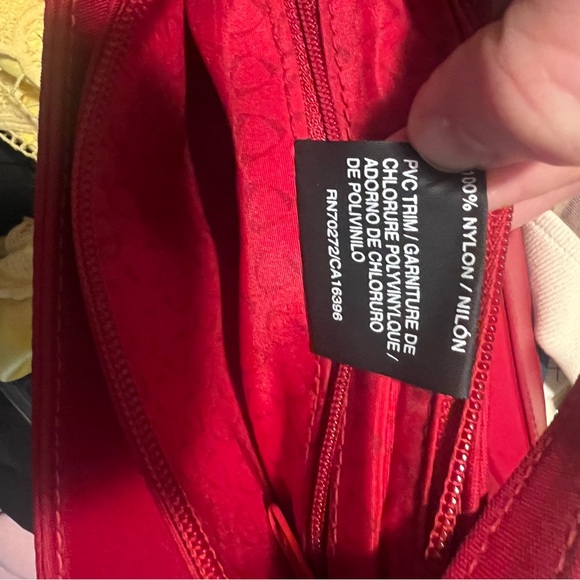 100% NYLON / NILÓN
PVC TRIM / GARNITURE DE
CHLORURE POLYVINYLQUE /
ADORNO DE CHLORURO
DE POLIVINILO
RN70272/CA16396